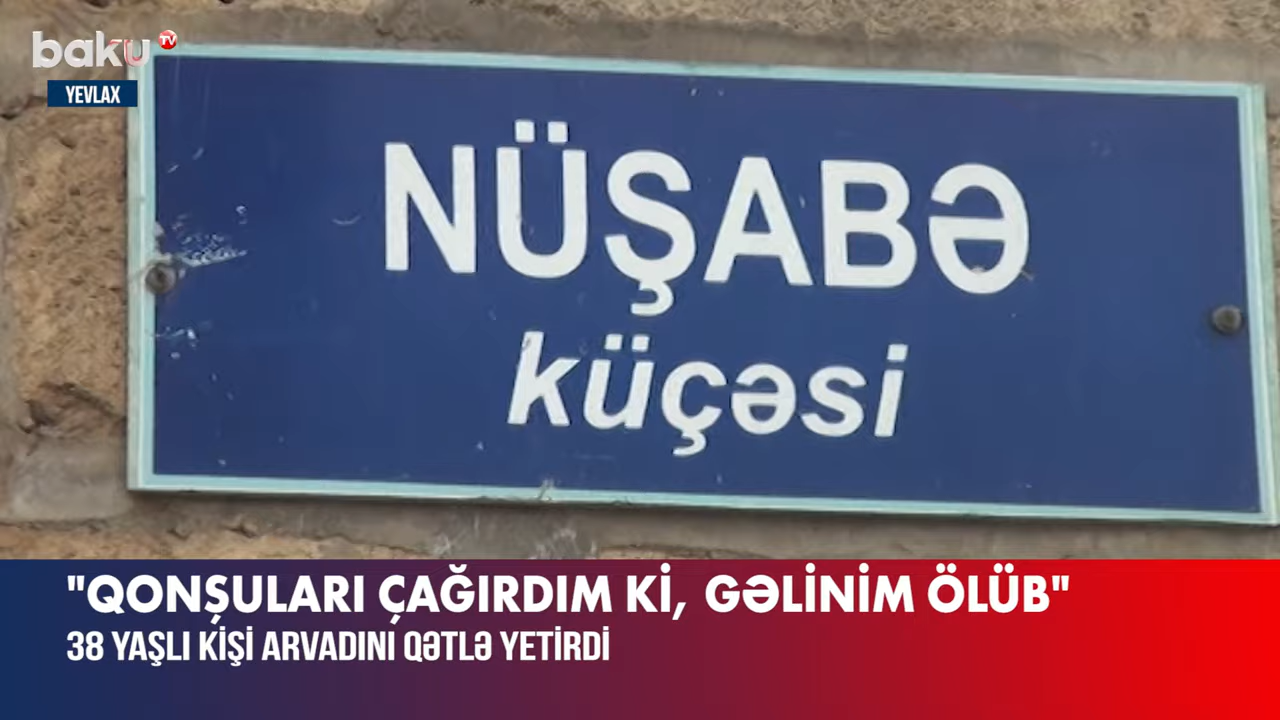 baku TV
YEVLAX
NÜŞABƏ
küçəsi
"QONŞULARI ÇAĞIRDIM Kİ, GƏLİNİM ÖLÜB"
38 YAŞLI KİŞİ ARVADINI QƏTLƏ YETİRDİ